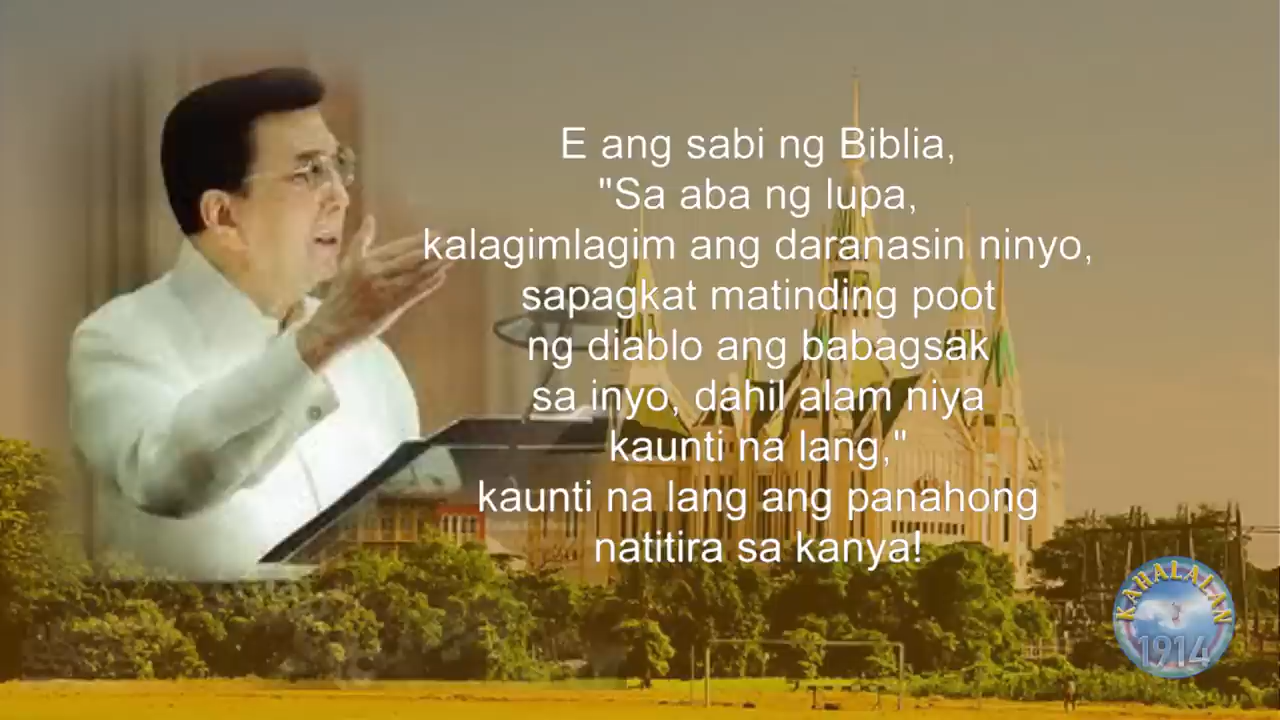 E ang sabi ng Biblia,
"Sa aba ng lupa,
kalagimlagim ang daranasin ninyo,
sapagkat matinding poot
ng diablo ang babagsak
sa inyo, dahil alam niya
kaunti na lang,"
kaunti na lang ang panahong
natitira sa kanya!
KAHALALAN
1914